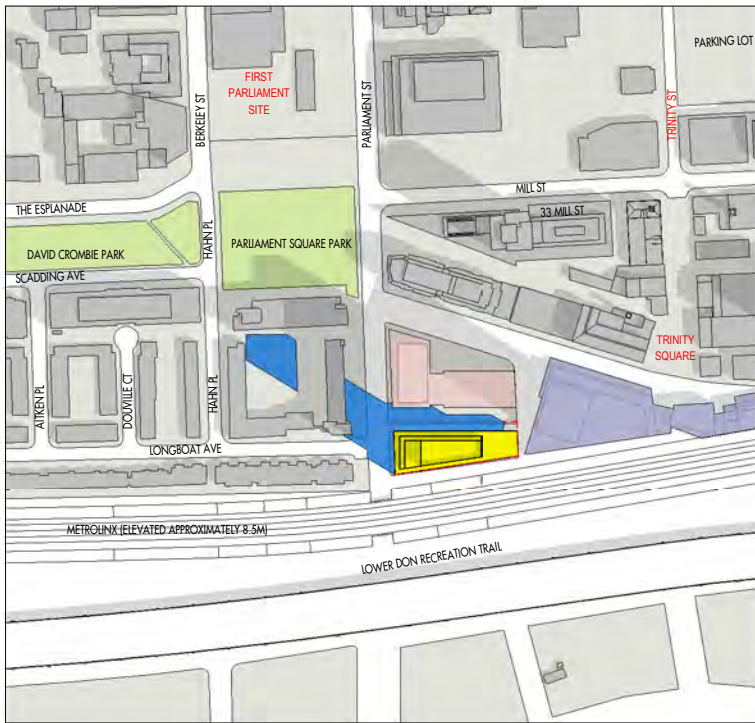 PARKING LOT
FIRST
PARLIAMENT
SITE
BERKELEY ST
PARLIAMENT ST
TRINITY ST
MILL ST
THE ESPLANADE
33 MILL ST
HAHN PL
DAVID CROMBIE PARK
PARLIAMENT SQUARE PARK
SCADDING AVE
TRINITY
SQUARE
AITKEN PL
DOUVILLE CT
HAHN PL
LONGBOAT AVE
METROLINX (ELEVATED APPROXIMATELY 8.5M)
LOWER DON RECREATION TRAIL